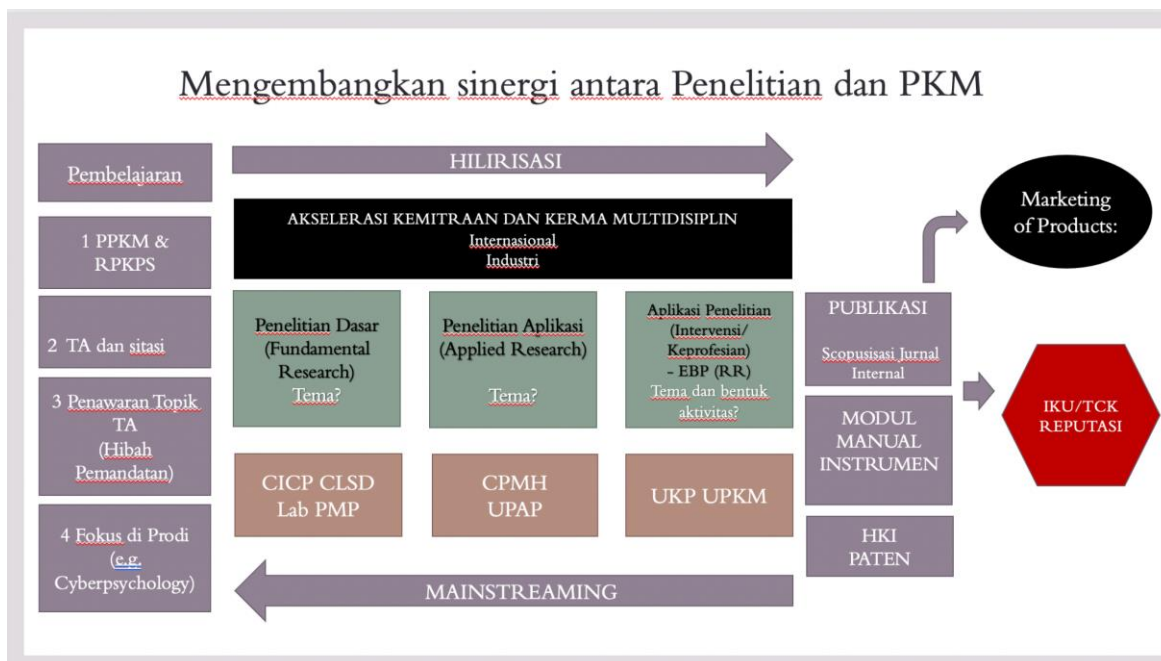 Mengembangkan sinergi antara Penelitian dan PKM
Pembelajaran
1 PPKM &
RPKPS
2 TA dan sitasi
3 Penawaran Topik
TA
(Hibah
Pemandatan)
4 Fokus di Prodi
(e.g.
Cyberpsychology)
HILIRISASI
AKSELERASI KEMITRAAN DAN KERMA MULTIDISIPLIN
Internasional
Industri
Penelitian Dasar
(Fundamental
Research)
Tema?
Penelitian Aplikasi
(Applied Research)
Tema?
Aplikasi Penelitian
(Intervensi/
Keprofesian)
- EBP (RR)
Tema dan bentuk
aktivitas?
CICP CLSD
Lab PMP
CPMH
UPAP
UKP UPKM
MAINSTREAMING
PUBLIKASI
Scopusisasi Jurnal
Internal
MODUL
MANUAL
INSTRUMEN
HKI
PATEN
Marketing
of Products:
IKU/TCK
REPUTASI